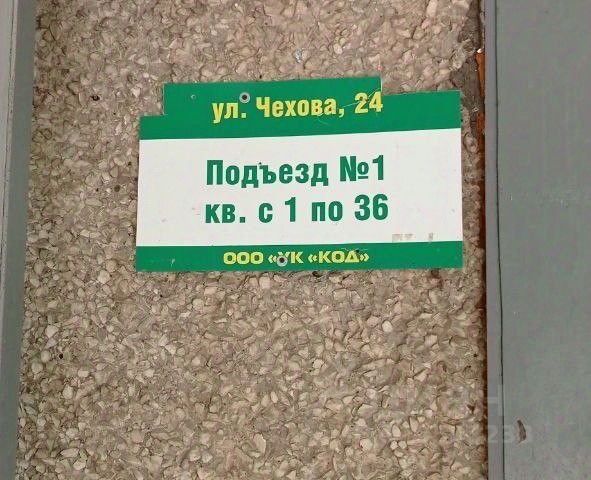 ул. Чехова, 24
Подъезд №1
кв. с 1 по 36
ООО «УК «КОД»